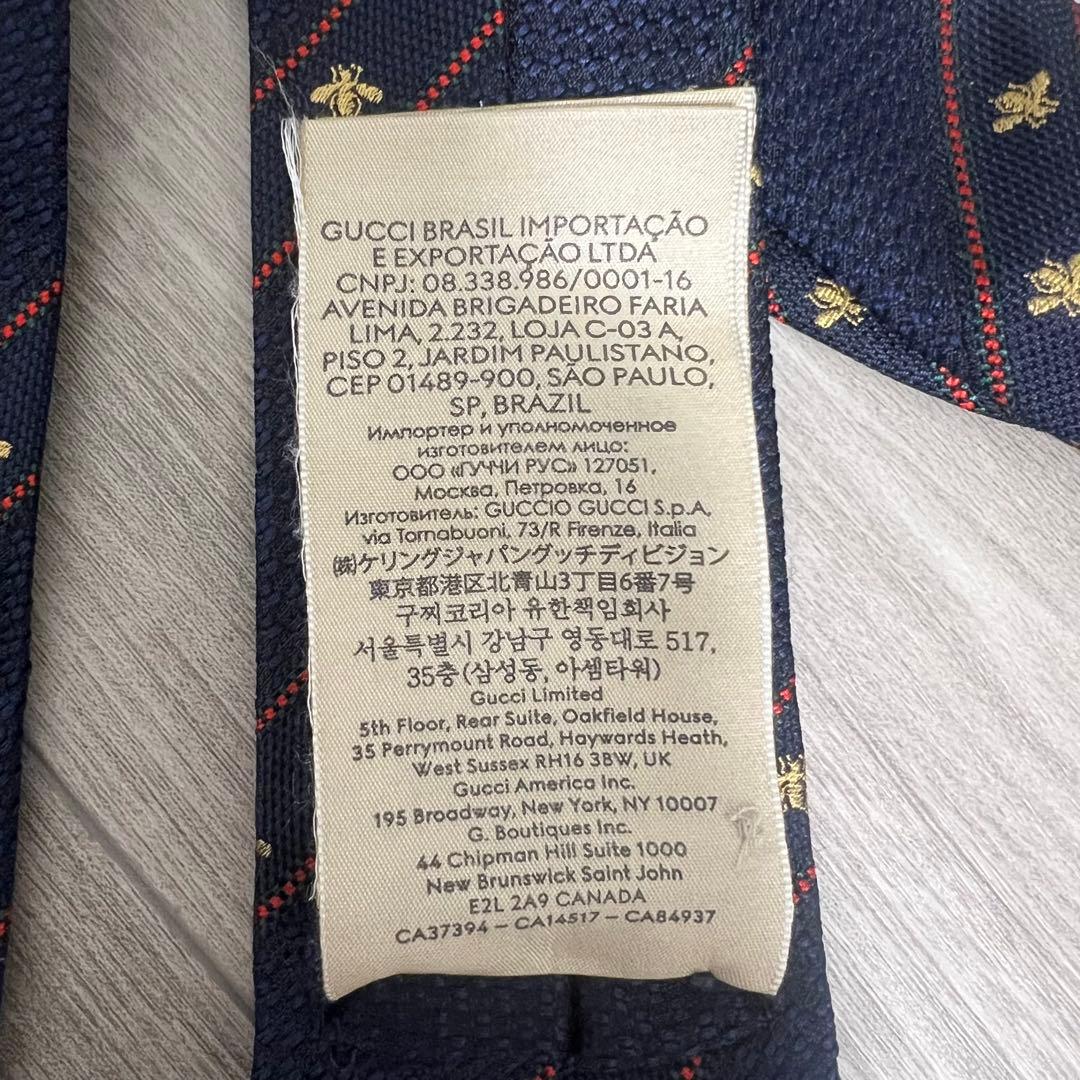 GUCCI BRASIL IMPORTAÇÃO
E EXPORTAÇÃO LTDA
CNPJ: 08.338.986/0001-16
AVENIDA BRIGADEIRO FARIA
LIMA, 2.232, LOJA C-03 A,
PISO 2, JARDIM PAULISTANO,
CEP 01489-900, SÃO PAULO,
SP, BRAZIL
Импортер и уполномоченное
изготовителем лицо:
ООО «ГУЧЧИ РУС» 127051,
Москва, Петровка, 16
Изготовитель: GUCCIO GUCCI S.p.A.
via Tornabuoni, 73/R Firenze, Italia
㈱ケリングジャパングッチディビジョン
東京都港区北青山3丁目6番7号
구찌코리아 유한책임회사
서울특별시 강남구 영동대로 517,
35층(삼성동, 아셈타워)
Gucci Limited
5th Floor, Rear Suite, Oakfield House,
35 Perrymount Road, Haywards Heath,
West Sussex RH16 3BW, UK
Gucci America Inc.
195 Broadway, New York, NY 10007
G. Boutiques Inc.
44 Chipman Hill Suite 1000
New Brunswick Saint John
E2L 2A9 CANADA
CA37394 – CA14517 – CA84937